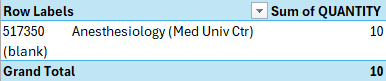 Row Labels Sum of QUANTITY
517350 Anesthesiology (Med Univ Ctr) 10
(blank)
Grand Total 10